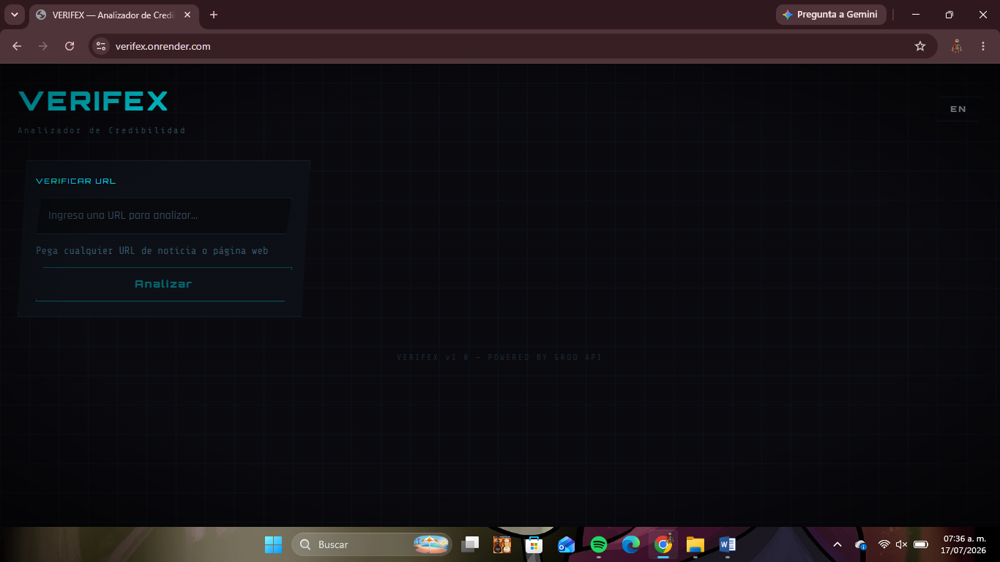 VERIFEX — Analizador de Credi
Pregunta a Gemini
verifex.onrender.com
VERIFEX
EN
Analizador de Credibilidad
VERIFICAR URL
Ingresa una URL para analizar...
Pega cualquier URL de noticia o página web
Analizar
VERIFEX v1.0 — POWERED BY GROQ API
Buscar
07:36 a. m.
17/07/2026